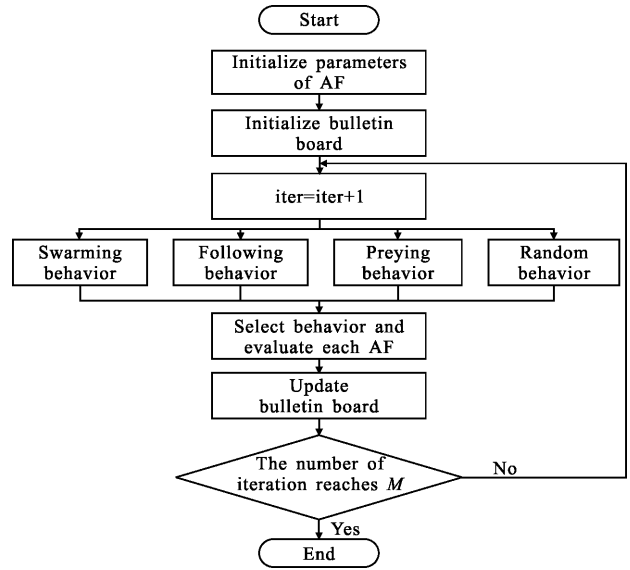 Start
Initialize parameters
of AF
Initialize bulletin
board
iter=iter+1
Swarming
behavior
Following
behavior
Preying
behavior
Random
behavior
Select behavior and
evaluate each AF
Update
bulletin board
The number of
iteration reaches M
No
Yes
End